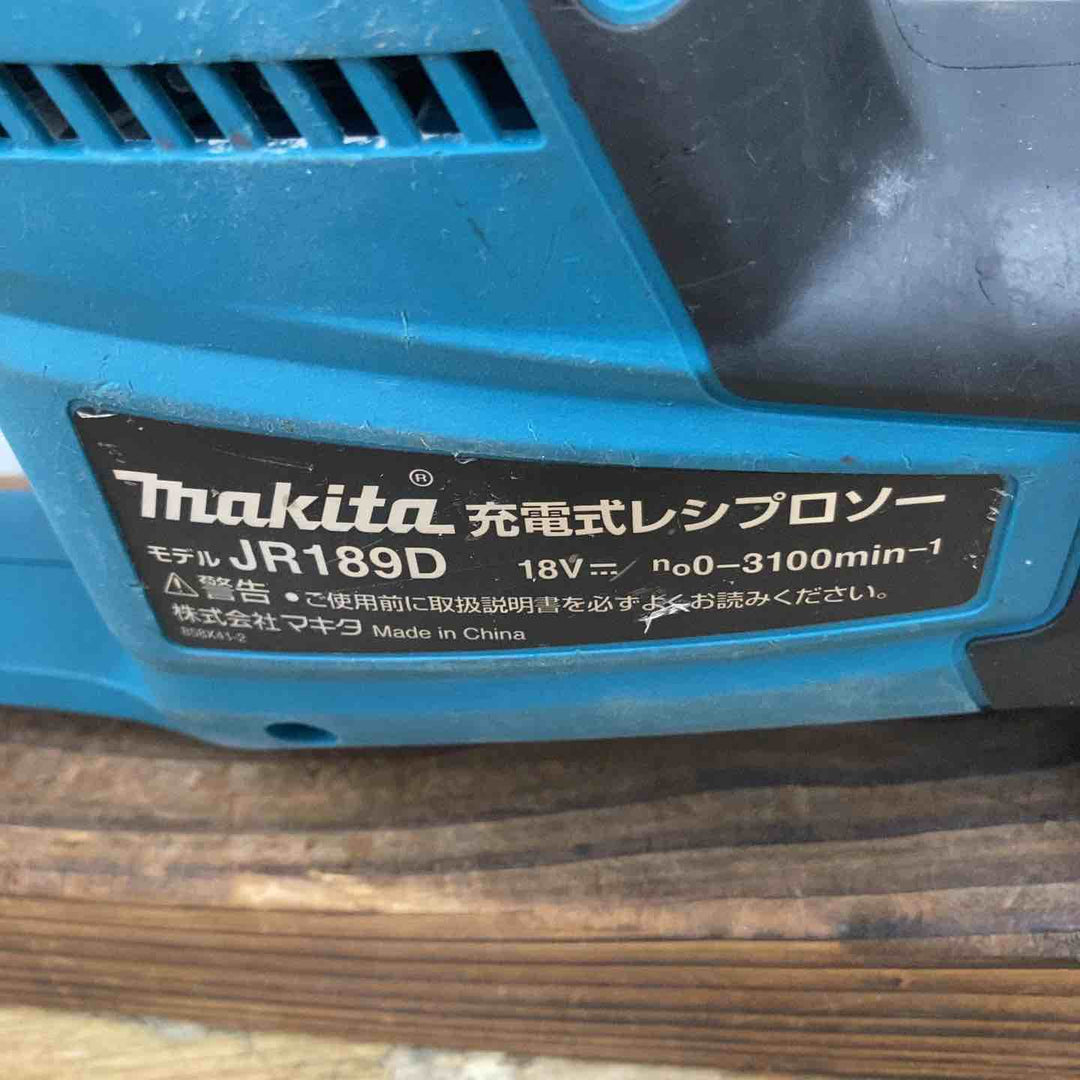 makita® 充電式レシプロソー
モデル JR189D 18V⎓/ n₀0-3100min⁻¹
⚠警告 ●ご使用前に取扱説明書を必ずよくお読みください。
株式会社マキタ Made in China
858X41-2